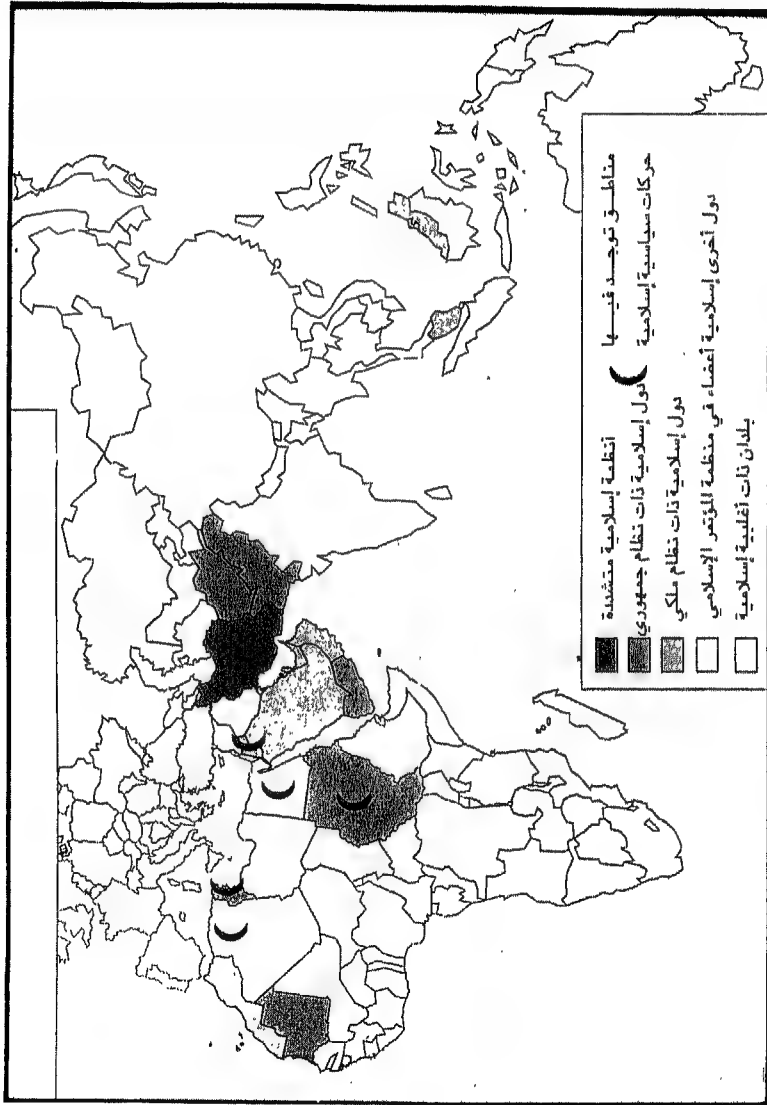 أنظمة إسلامية متشددة
دول إسلامية ذات نظام جمهوري
دول إسلامية ذات نظام ملكي
دول أخرى إسلامية أعضاء في منظمة المؤتمر الإسلامي
بلدان ذات أغلبية إسلامية
مناطق توجد فيها
حركات سياسية إسلامية